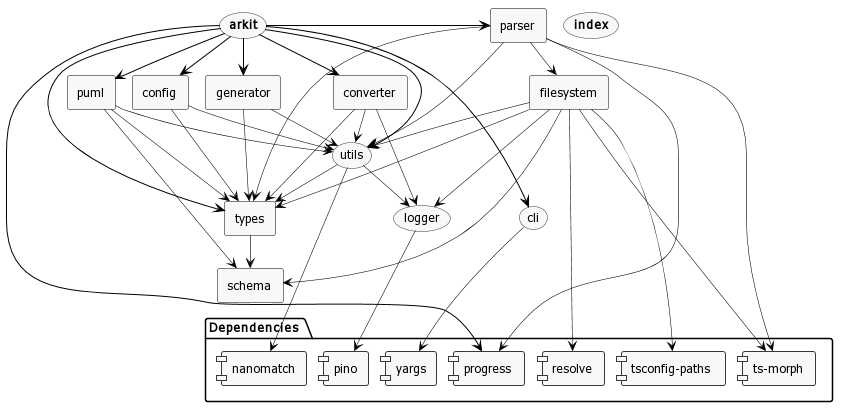 arkit
parser
index
puml
config
generator
converter
filesystem
utils
types
logger
cli
schema
Dependencies
nanomatch
pino
yargs
progress
resolve
tsconfig-paths
ts-morph